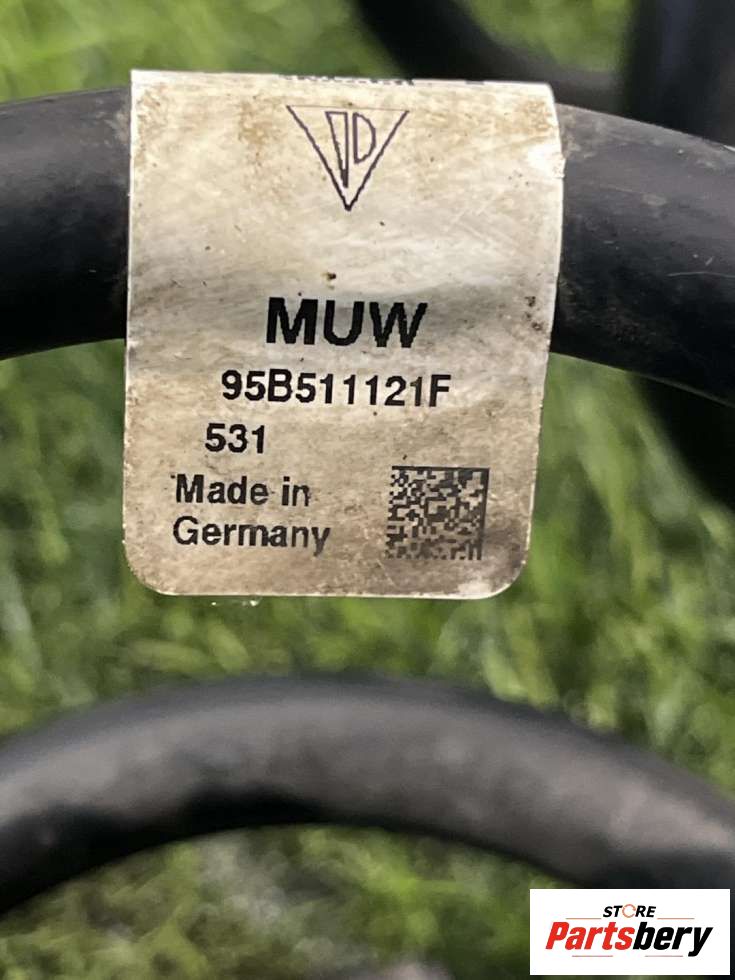 MUW
95B511121F
531
Made in
Germany
STORE
Partsbery